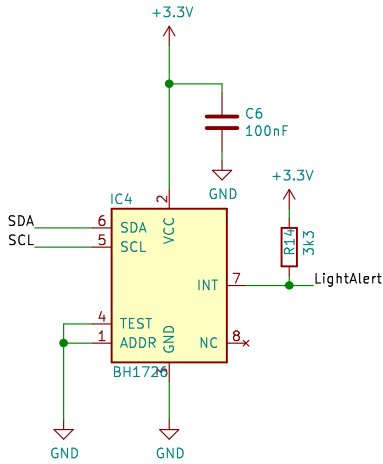 +3.3V
C6
100nF
GND
+3.3V
IC4
2
VCC
R14
3k3
SDA
6
SDA
SCL
5
SCL
INT
7
LightAlert
4
TEST
1
ADDR
GND
NC
8
BH1726
GND
GND